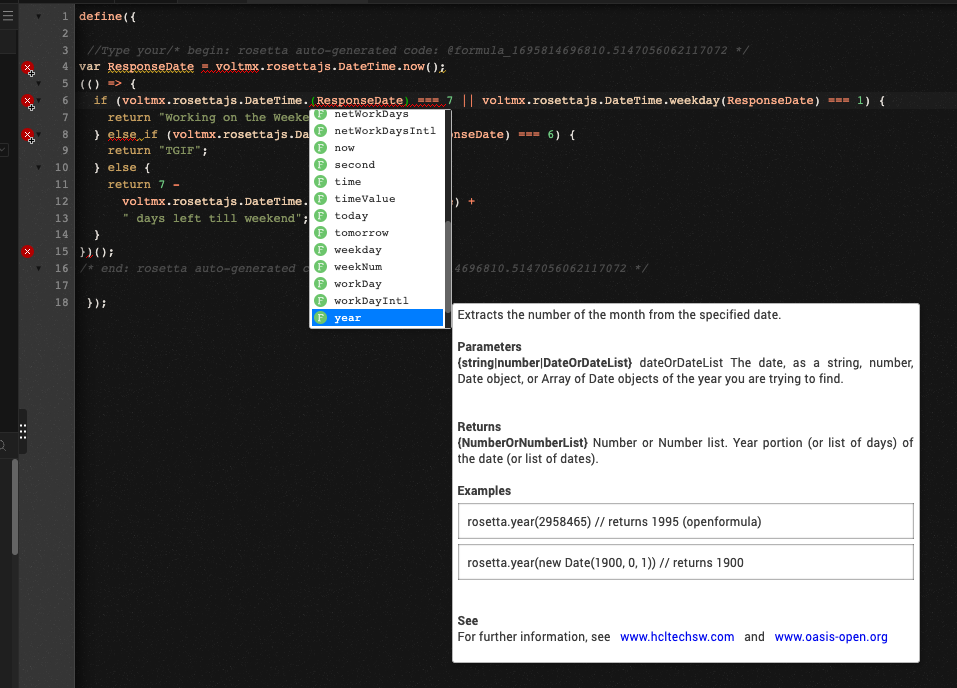 1 define({
2
3 //Type your/* begin: rosetta auto-generated code: @formula_1695814696810.5147056062117072 */
4 var ResponseDate = voltmx.rosettajs.DateTime.now();
5 (() => {
6 if (voltmx.rosettajs.DateTime.(ResponseDate) === 7 || voltmx.rosettajs.DateTime.weekday(ResponseDate) === 1) {
7 return "Working on the Weeke
8 } else if (voltmx.rosettajs.Da nseDate) === 6) {
9 return "TGIF";
10 } else {
11 return 7 -
12 voltmx.rosettajs.DateTime. ) +
13 " days left till weekend";
14 }
15 })();
16 /* end: rosetta auto-generated c 4696810.5147056062117072 */
17
18 });
F netWorkDays
F netWorkDaysIntl
F now
F second
F time
F timeValue
F today
F tomorrow
F weekday
F weekNum
F workDay
F workDayIntl
F year
Extracts the number of the month from the specified date.
Parameters
{string|number|DateOrDateList} dateOrDateList The date, as a string, number,
Date object, or Array of Date objects of the year you are trying to find.
Returns
{NumberOrNumberList} Number or Number list. Year portion (or list of days) of
the date (or list of dates).
Examples
rosetta.year(2958465) // returns 1995 (openformula)
rosetta.year(new Date(1900, 0, 1)) // returns 1900
See
For further information, see www.hcltechsw.com and www.oasis-open.org